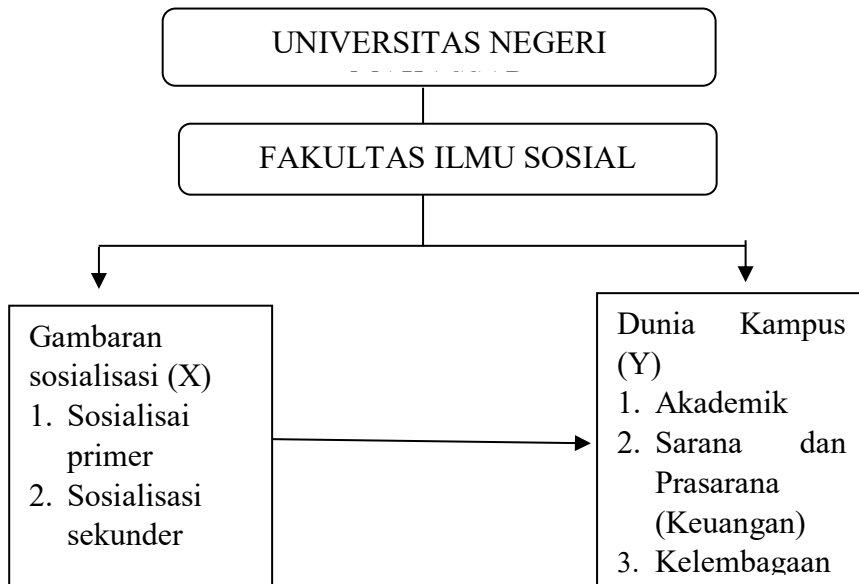 UNIVERSITAS NEGERI
FAKULTAS ILMU SOSIAL
Gambaran
sosialisasi (X)
1. Sosialisai
primer
2. Sosialisasi
sekunder
Dunia Kampus
(Y)
1. Akademik
2. Sarana dan
Prasarana
(Keuangan)
3. Kelembagaan